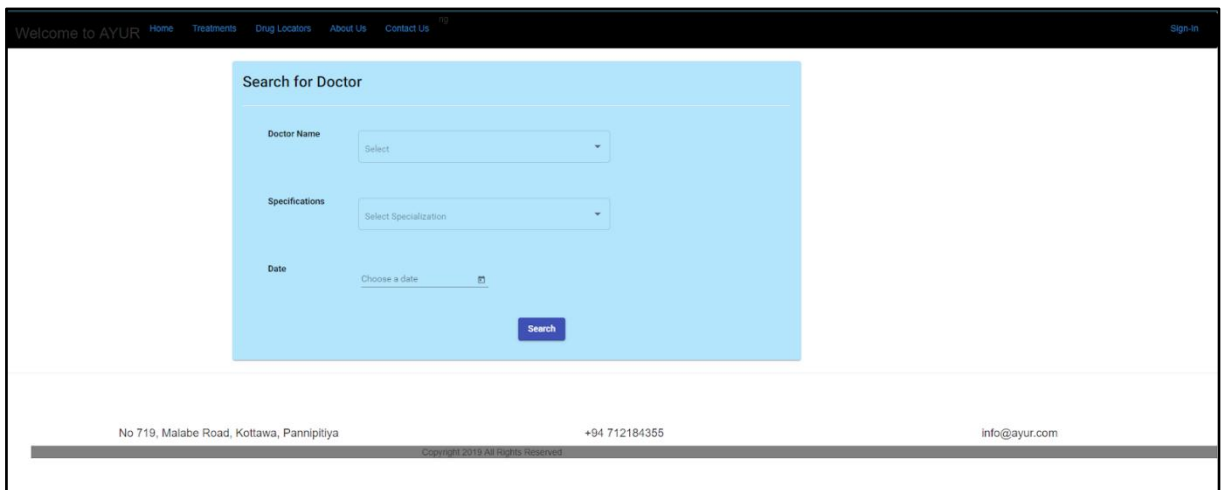 ng
Welcome to AYUR Home Treatments Drug Locators About Us Contact Us Sign-In
Search for Doctor
Doctor Name
Select
Specifications
Select Specialization
Date
Choose a date
Search
No 719, Malabe Road, Kottawa, Pannipitiya +94 712184355 info@ayur.com
Copyright 2019 All Rights Reserved